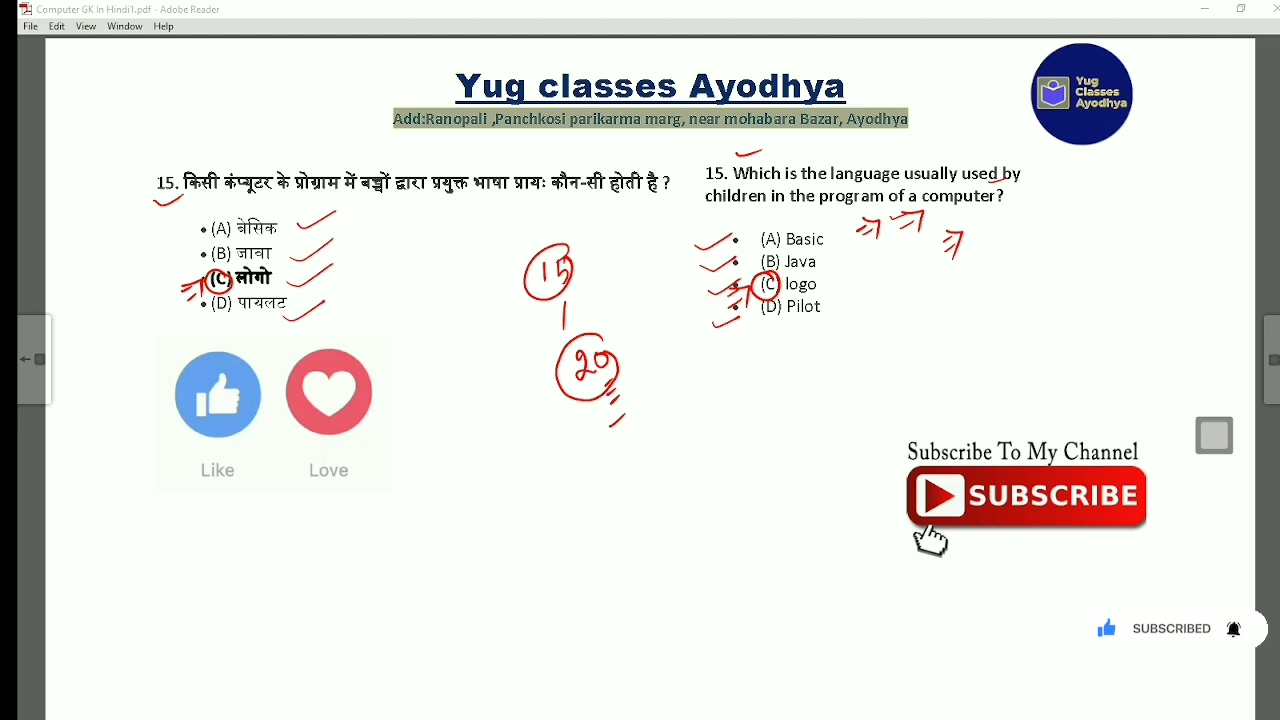 Computer GK In Hindi1.pdf - Adobe Reader
File Edit View Window Help
Yug classes Ayodhya
Add:Ranopali ,Panchkosi parikarma marg, near mohabara Bazar, Ayodhya
Yug
Classes
Ayodhya
15. किसी कंप्यूटर के प्रोग्राम में बच्चों द्वारा प्रयुक्त भाषा प्रायः कौन-सी होती है ?
• (A) बेसिक
• (B) जावा
• (C) लोगो
• (D) पायलट
15. Which is the language usually used by
children in the program of a computer?
• (A) Basic
• (B) Java
• (C) logo
• (D) Pilot
15
20
Like Love
Subscribe To My Channel
SUBSCRIBE
SUBSCRIBED